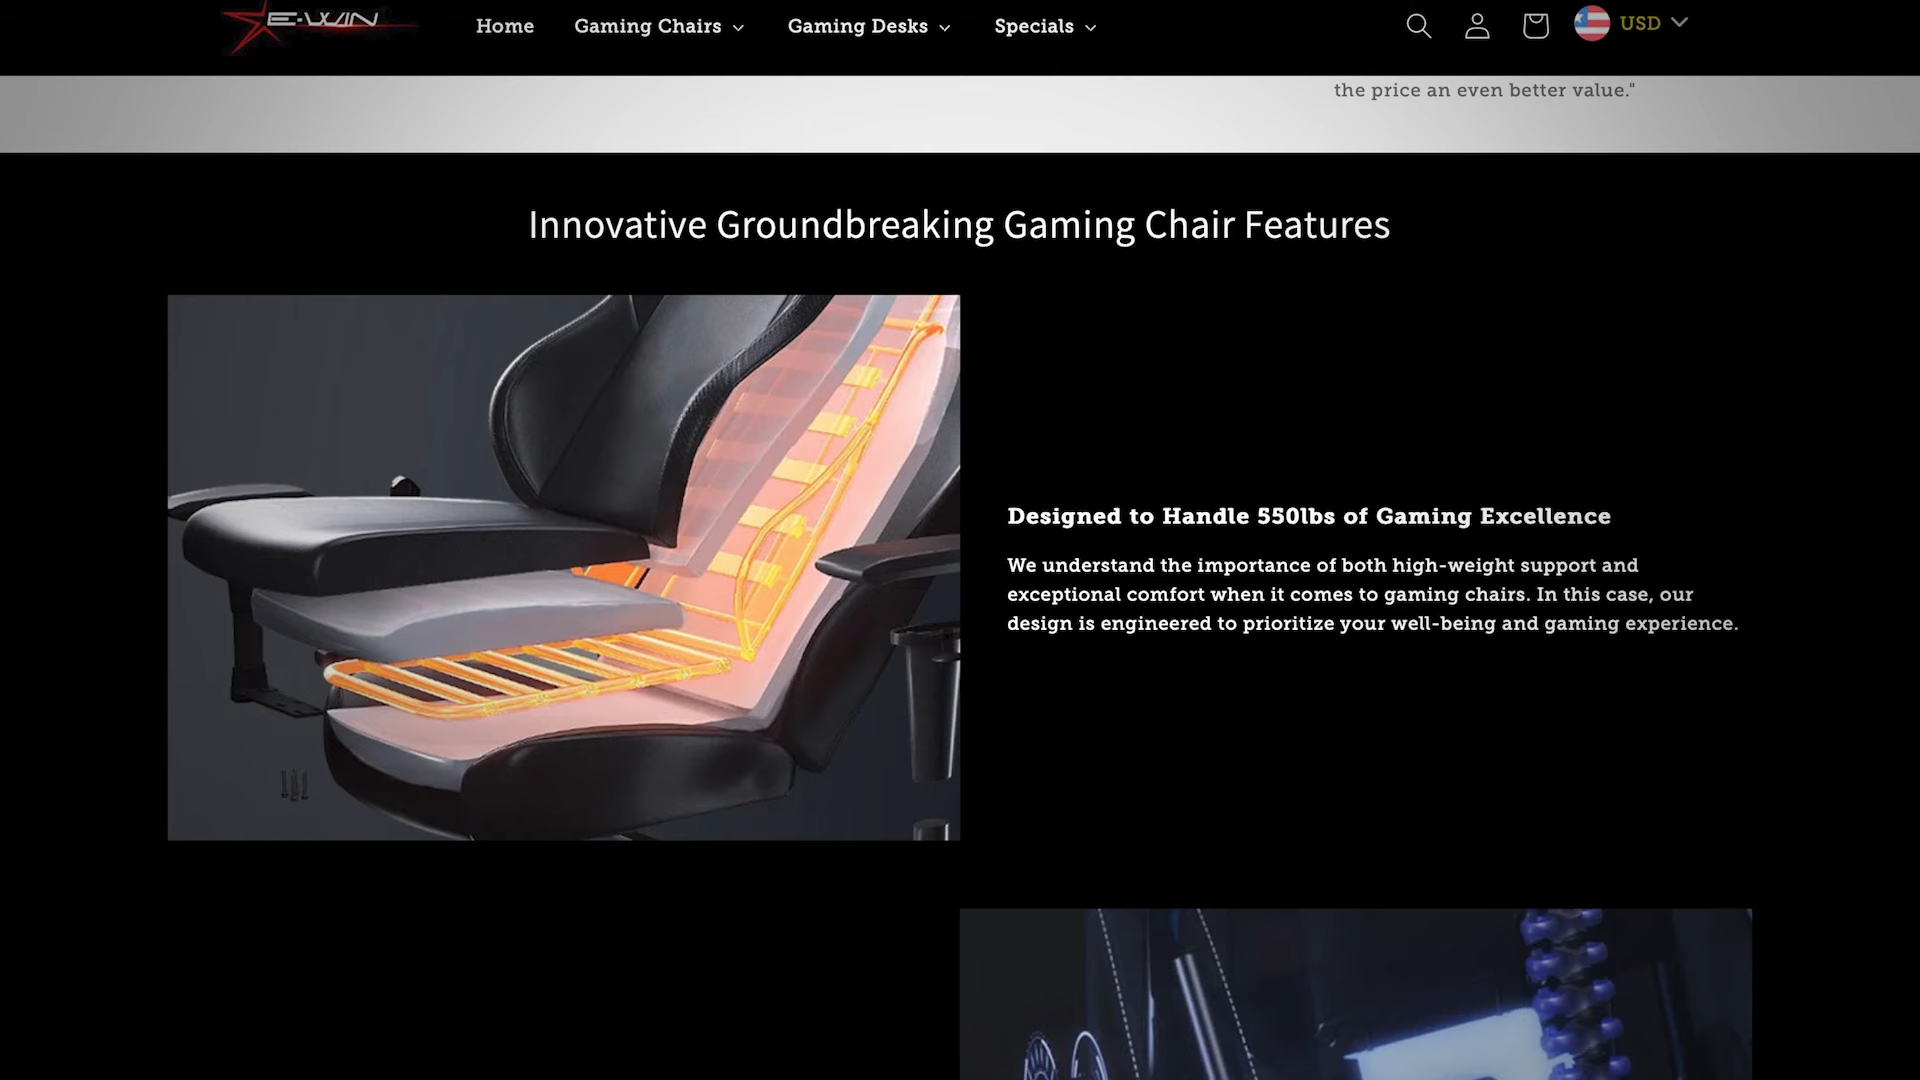 E-WIN
Home
Gaming Chairs
Gaming Desks
Specials
USD
the price an even better value."
Innovative Groundbreaking Gaming Chair Features
Designed to Handle 550lbs of Gaming Excellence
We understand the importance of both high-weight support and
exceptional comfort when it comes to gaming chairs. In this case, our
design is engineered to prioritize your well-being and gaming experience.